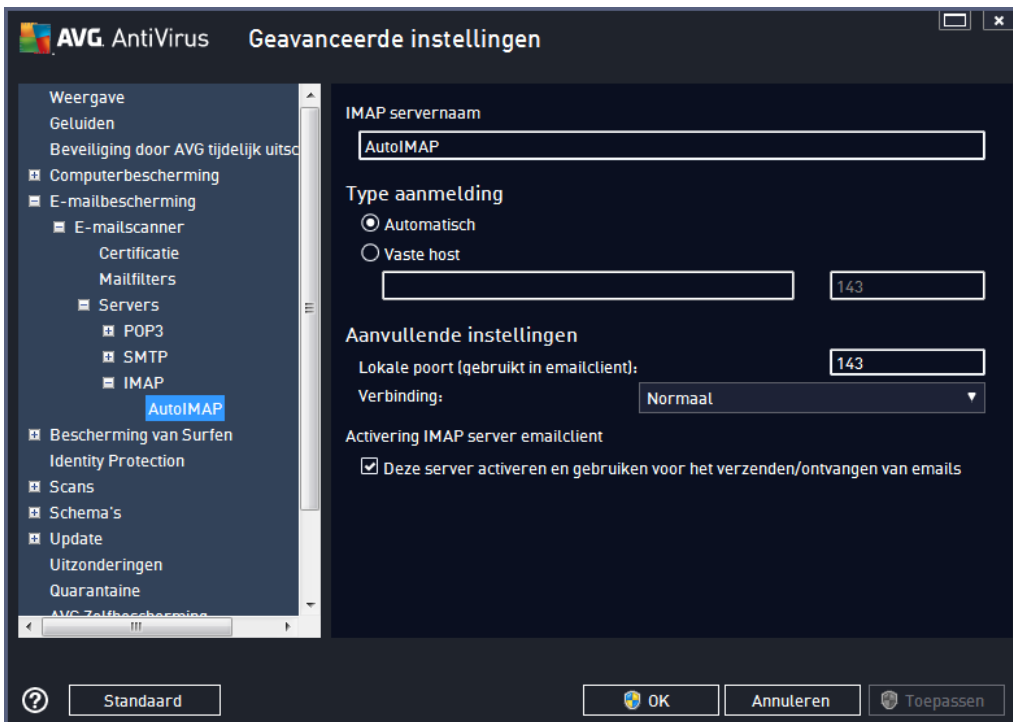 AVG AntiVirus Geavanceerde instellingen
Weergave
Geluiden
Beveiliging door AVG tijdelijk uitsc
Computerbescherming
E-mailbescherming
E-mailscanner
Certificatie
Mailfilters
Servers
POP3
SMTP
IMAP
AutoIMAP
Bescherming van Surfen
Identity Protection
Scans
Schema's
Update
Uitzonderingen
Quarantaine
AVG Zelfbescherming
IMAP servernaam
AutoIMAP
Type aanmelding
Automatisch
Vaste host
143
Aanvullende instellingen
Lokale poort (gebruikt in emailclient): 143
Verbinding: Normaal
Activering IMAP server emailclient
Deze server activeren en gebruiken voor het verzenden/ontvangen van emails
? Standaard OK Annuleren Toepassen